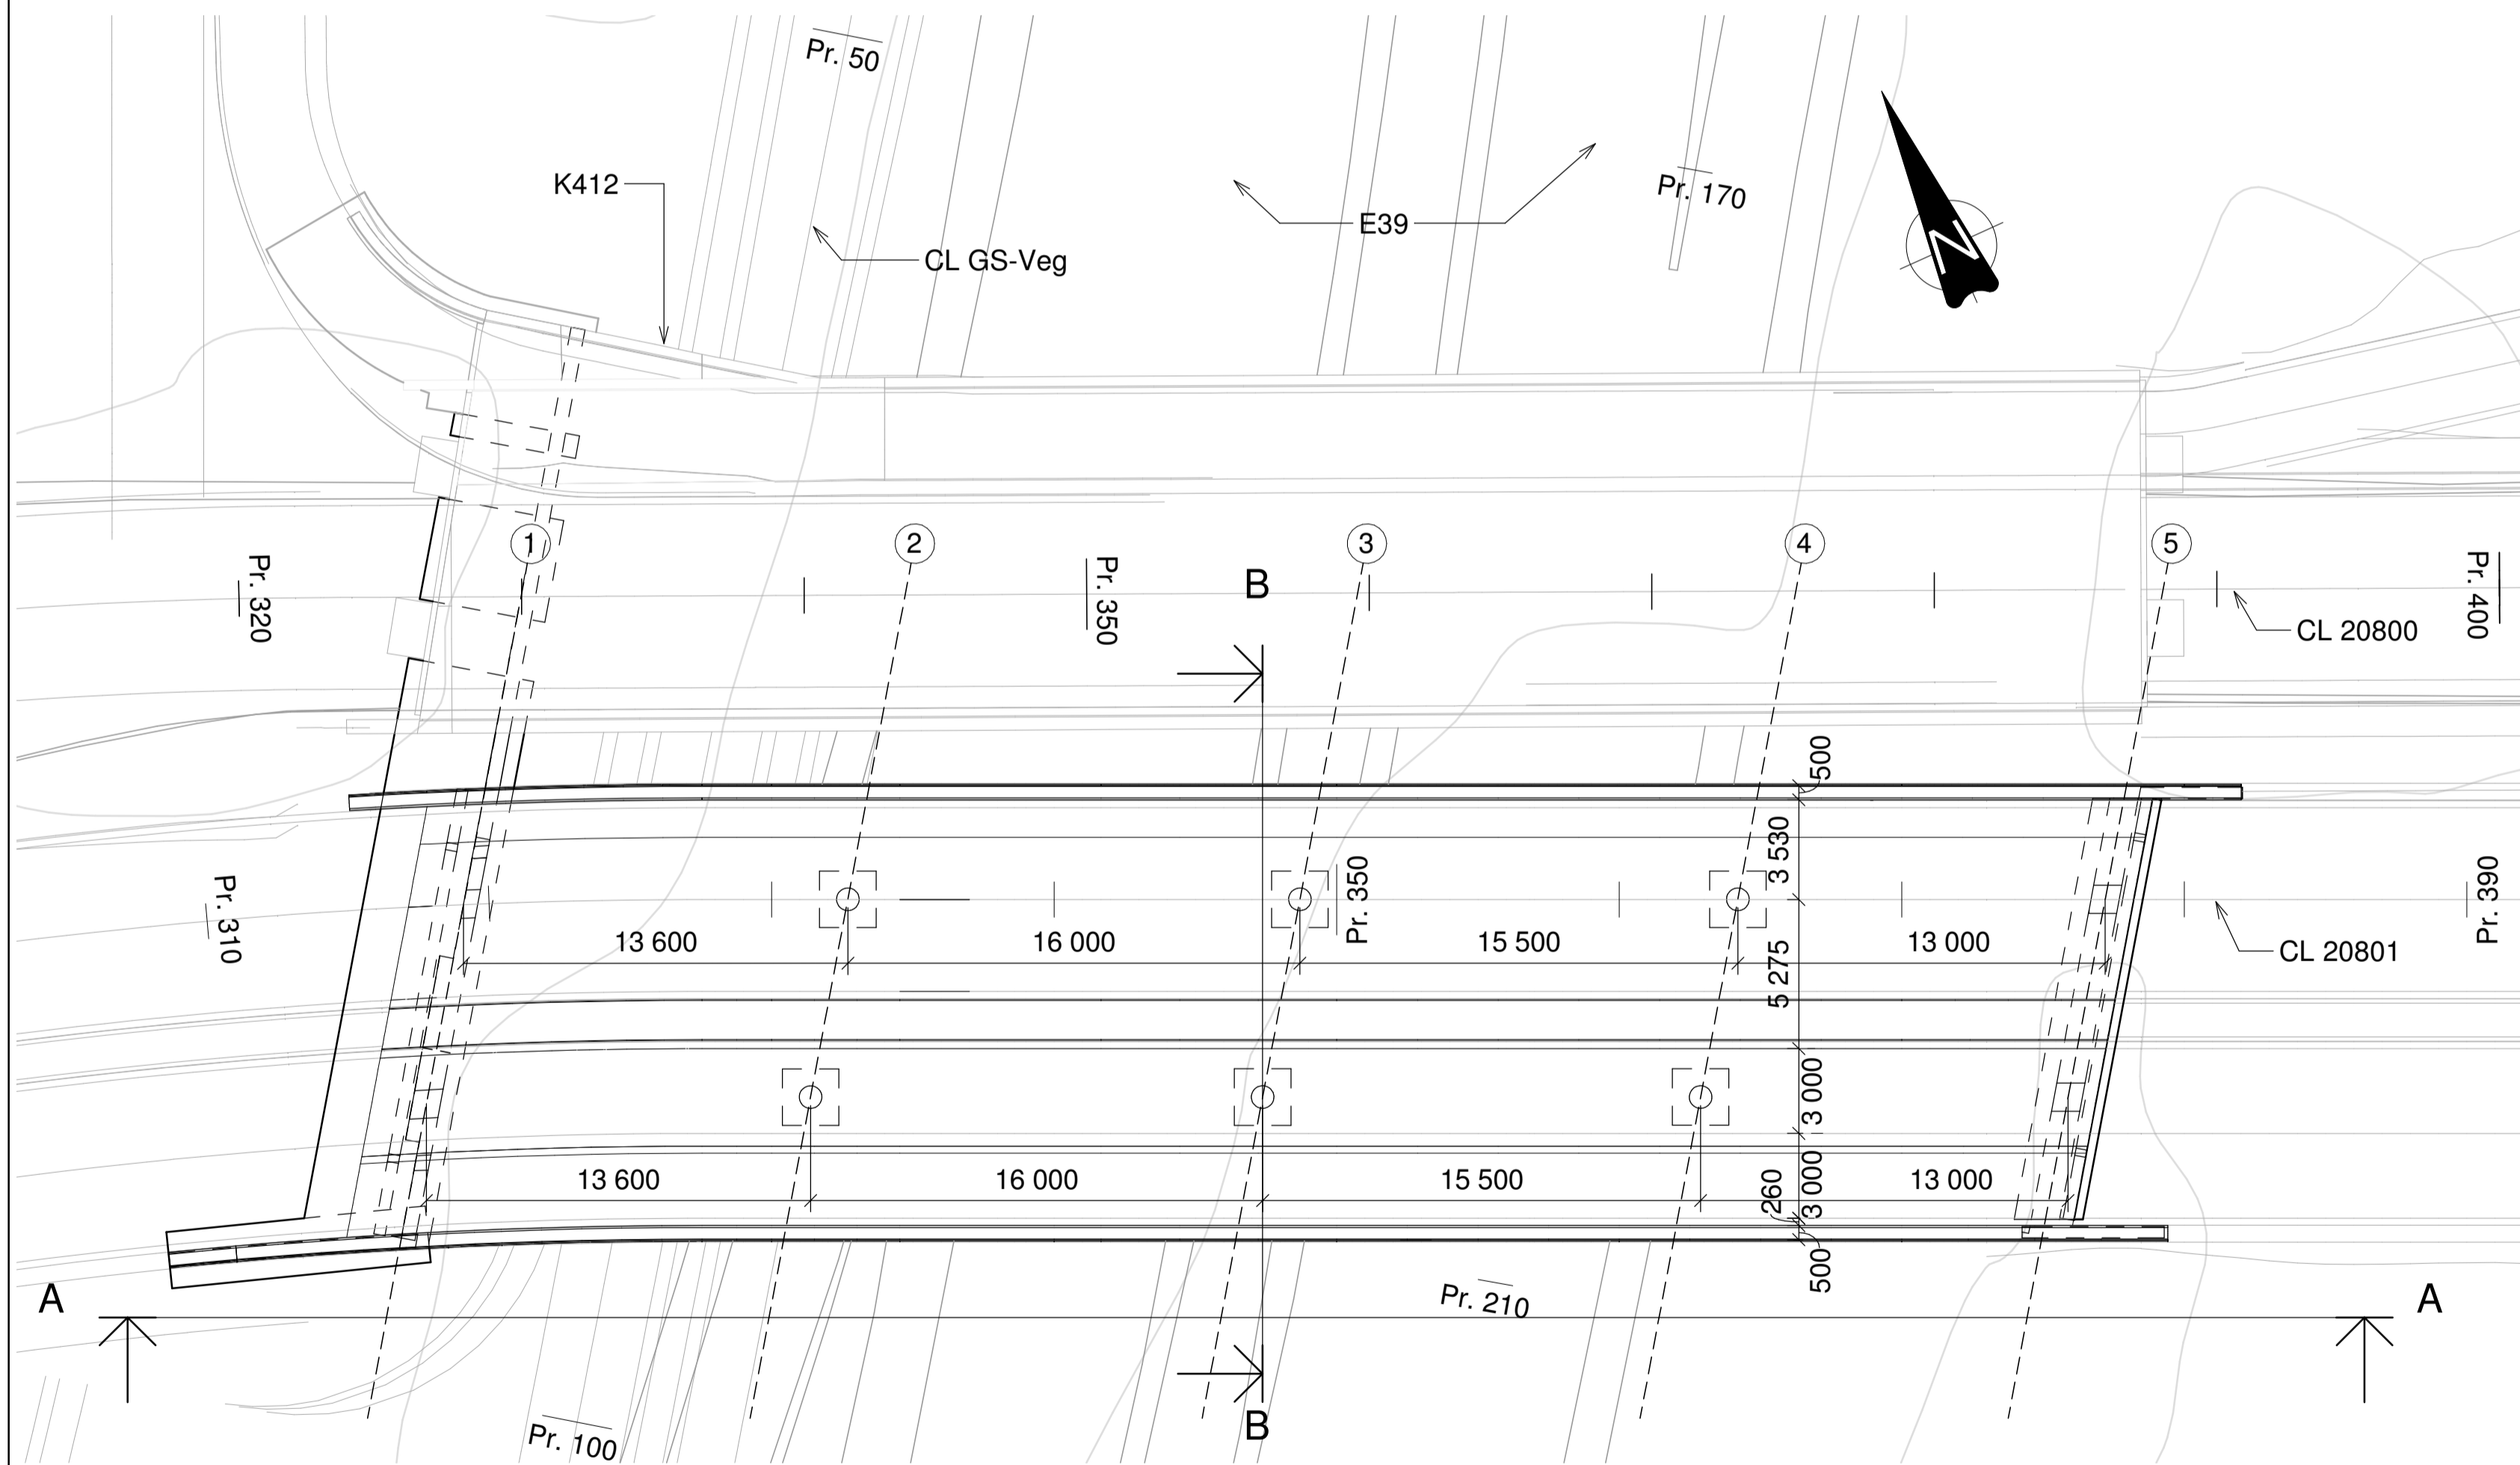 Pr. 50
K412
Pr. 170
E39
CL GS-Veg
N
1
2
3
4
5
Pr. 320
Pr. 350
B
Pr. 400
CL 20800
500
3 530
Pr. 310
Pr. 350
Pr. 390
13 600
16 000
15 500
13 000
CL 20801
5 275
3 000
13 600
16 000
15 500
260
3 000
13 000
500
A
Pr. 210
A
Pr. 100
B